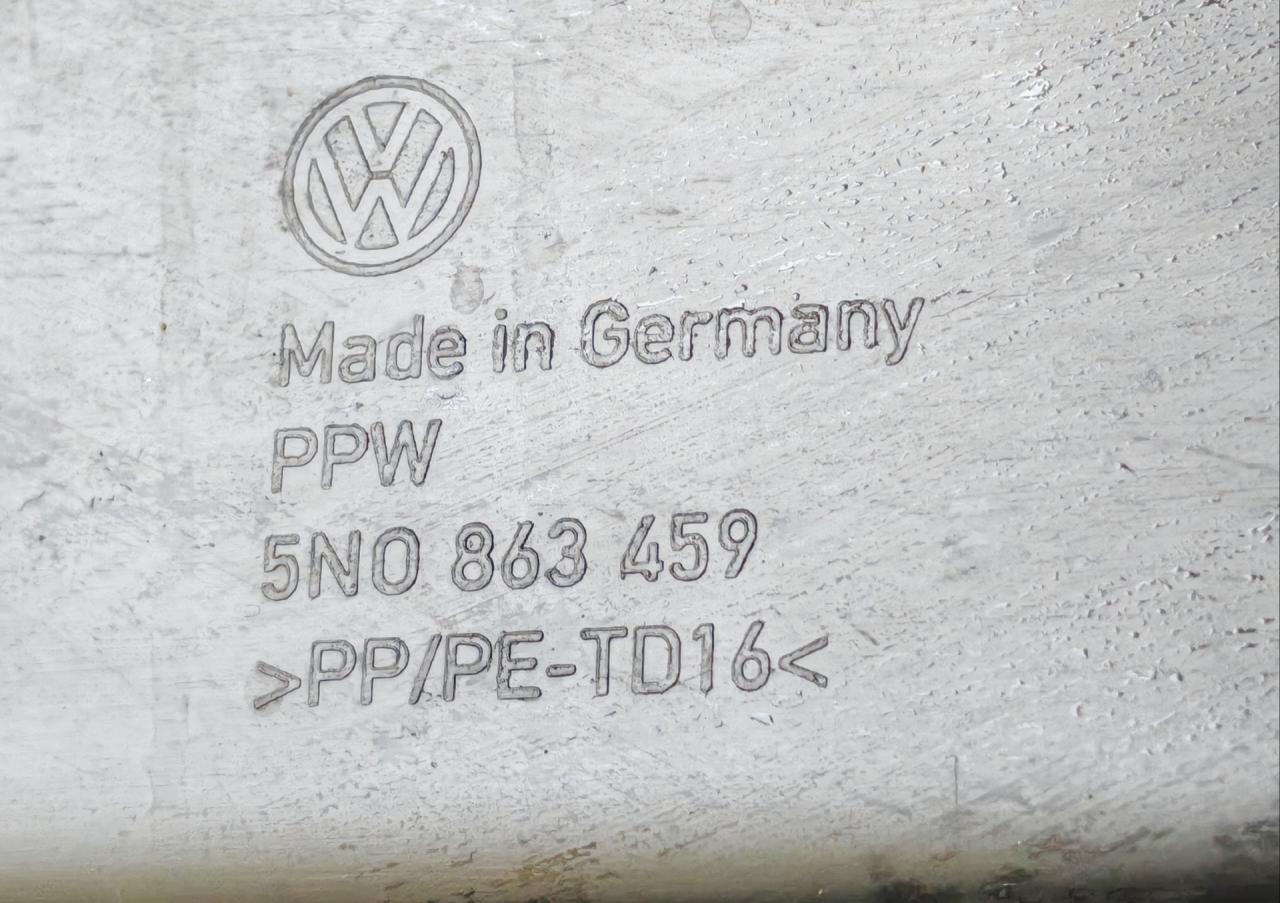 Made in Germany
PPW
5N0 863 459
>PP/PE-TD16<